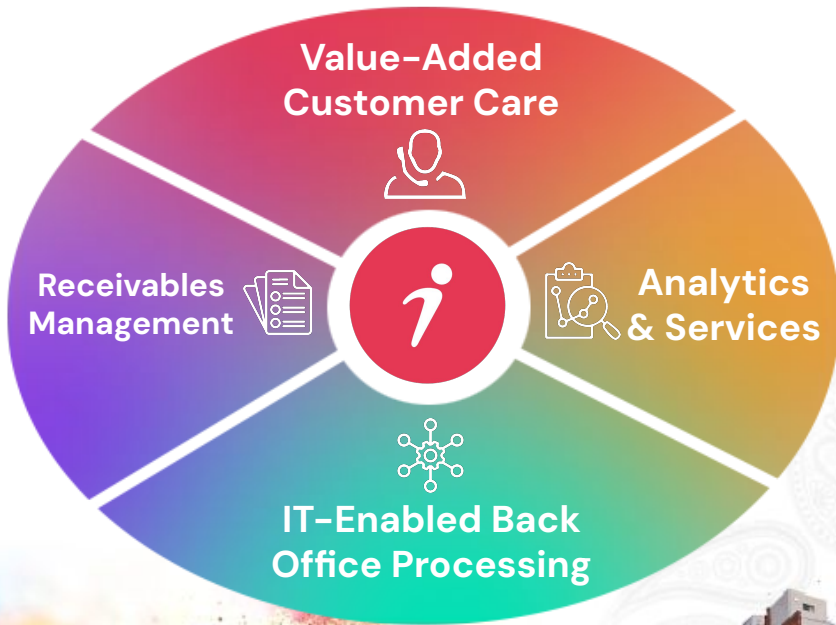 Value-Added
Customer Care
Receivables
Management
Analytics
& Services
IT-Enabled Back
Office Processing